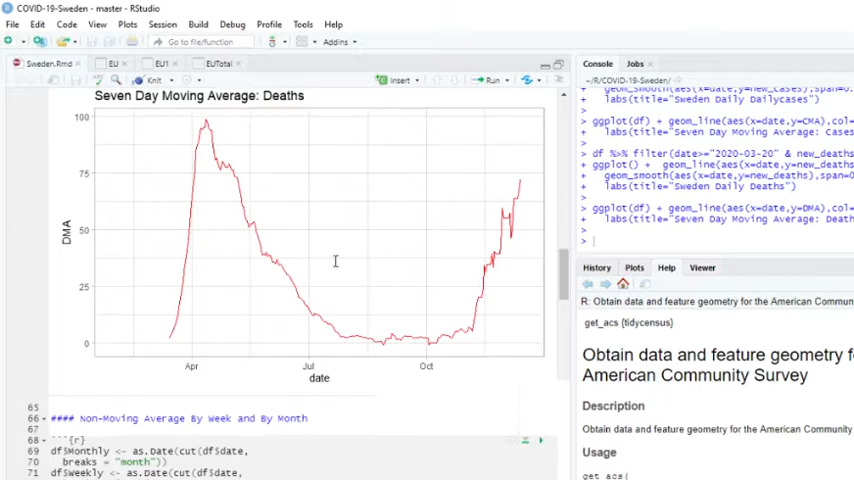 COVID-19-Sweden - master - RStudio
File Edit Code View Plots Session Build Debug Profile Tools Help
Go to file/function
Addins
Sweden.Rmd
EU
EU1
EUTotal
Knit
Insert
Run
Seven Day Moving Average: Deaths
100
75
50
25
0
DMA
Apr
Jul
Oct
date
65
66 #### Non-Moving Average By Week and By Month
67
68 ```{r}
69 df$Monthly <- as.Date(cut(df$date,
70 breaks = "month"))
71 df$Weekly <- as.Date(cut(df$date,
Console Jobs
~/R/COVID-19-Sweden/
+ geom_smooth(aes(x=date,y=new_cases),span=0
+ labs(title="Sweden Daily Dailycases")
>
> ggplot(df) + geom_line(aes(x=date,y=CMA),col=
+ labs(title="Seven Day Moving Average: Cases
>
> df %>% filter(date>="2020-03-20" & new_deaths
+ ggplot() + geom_line(aes(x=date,y=new_deaths
+ geom_smooth(aes(x=date,y=new_deaths),span=0
+ labs(title="Sweden Daily Deaths")
>
> ggplot(df) + geom_line(aes(x=date,y=DMA),col=
+ labs(title="Seven Day Moving Average: Death
>
>
History Plots Help Viewer
R: Obtain data and feature geometry for the American Commun
get_acs {tidycensus}
Obtain data and feature geometry f
American Community Survey
Description
Obtain data and feature geometry for the American Community
Usage
get_acs(